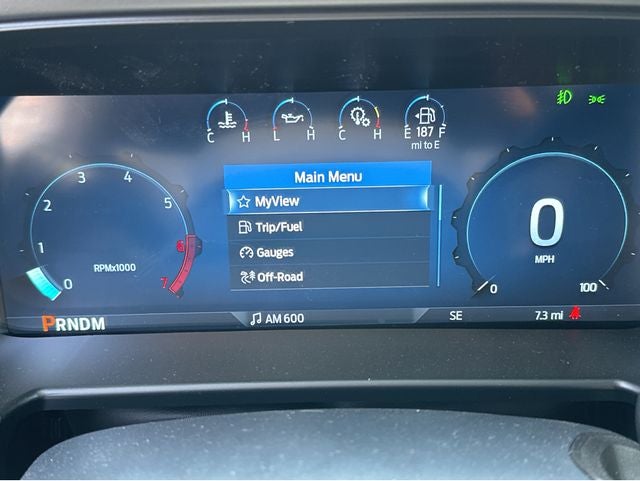 C H L H C H E 187 F
mi to E
Main Menu
MyView
Trip/Fuel
Gauges
Off-Road
0 1 2 3 4 5 6 7
RPMx1000
0
MPH
0 100
PRNDM
AM 600
SE
7.3 mi